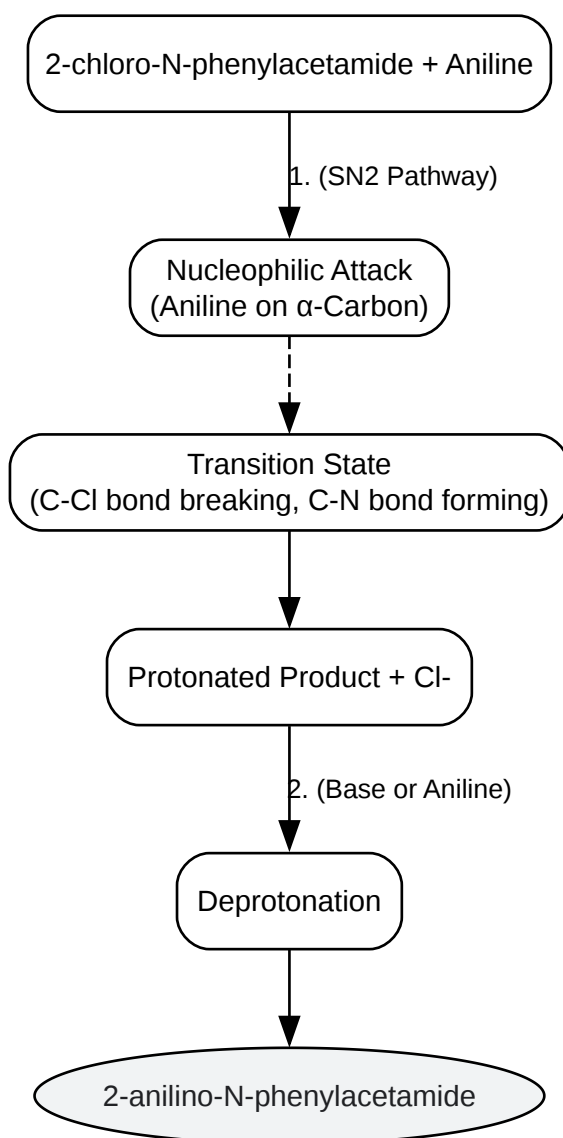 2-chloro-N-phenylacetamide + Aniline
1. (SN2 Pathway)
Nucleophilic Attack
(Aniline on α-Carbon)
Transition State
(C-Cl bond breaking, C-N bond forming)
Protonated Product + Cl-
2. (Base or Aniline)
Deprotonation
2-anilino-N-phenylacetamide